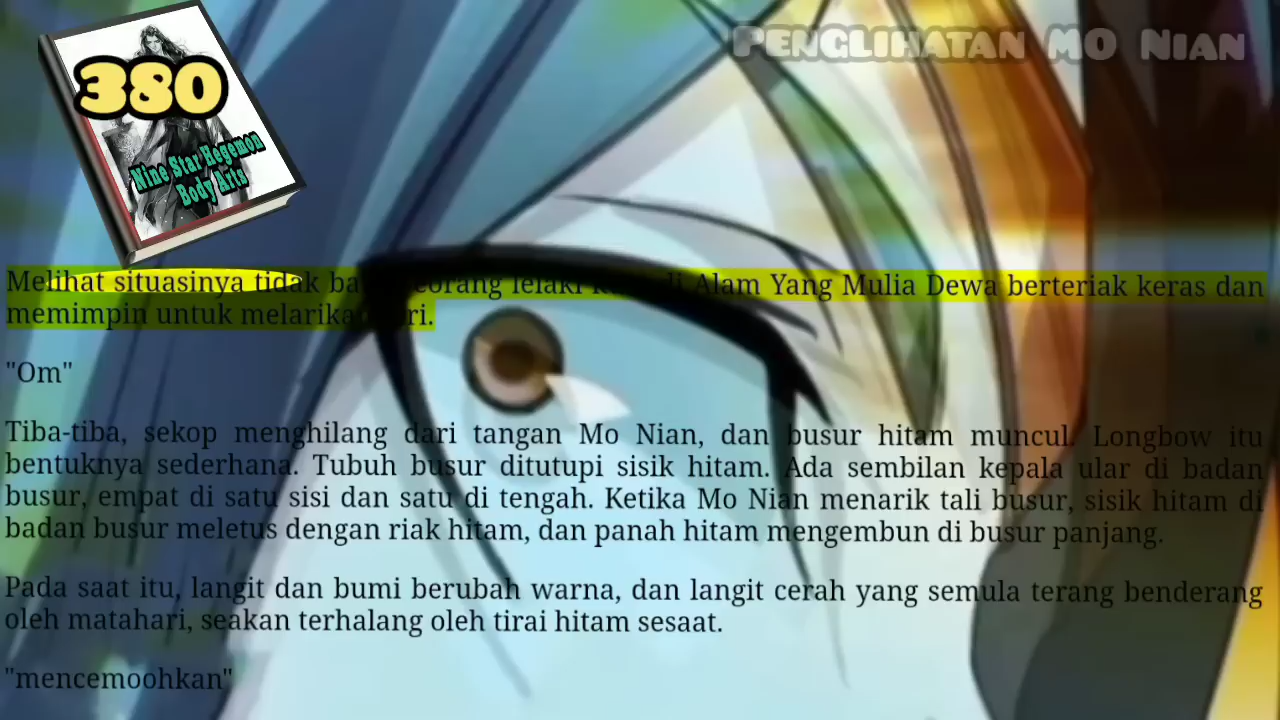 Penglihatan Mo Nian
380
Nine Star Hegemon
Body Arts
Melihat situasinya tidak seorang lelaki di Alam Yang Mulia Dewa berteriak keras dan
memimpin untuk melarikan diri.
"Om"
Tiba-tiba, sekop menghilang dari tangan Mo Nian, dan busur hitam muncul. Longbow itu
bentuknya sederhana. Tubuh busur ditutupi sisik hitam. Ada sembilan kepala ular di badan
busur, empat di satu sisi dan satu di tengah. Ketika Mo Nian menarik tali busur, sisik hitam di
badan busur meletus dengan riak hitam, dan panah hitam mengembun di busur panjang.
Pada saat itu, langit dan bumi berubah warna, dan langit cerah yang semula terang benderang
oleh matahari, seakan terhalang oleh tirai hitam sesaat.
"mencemoohkan"